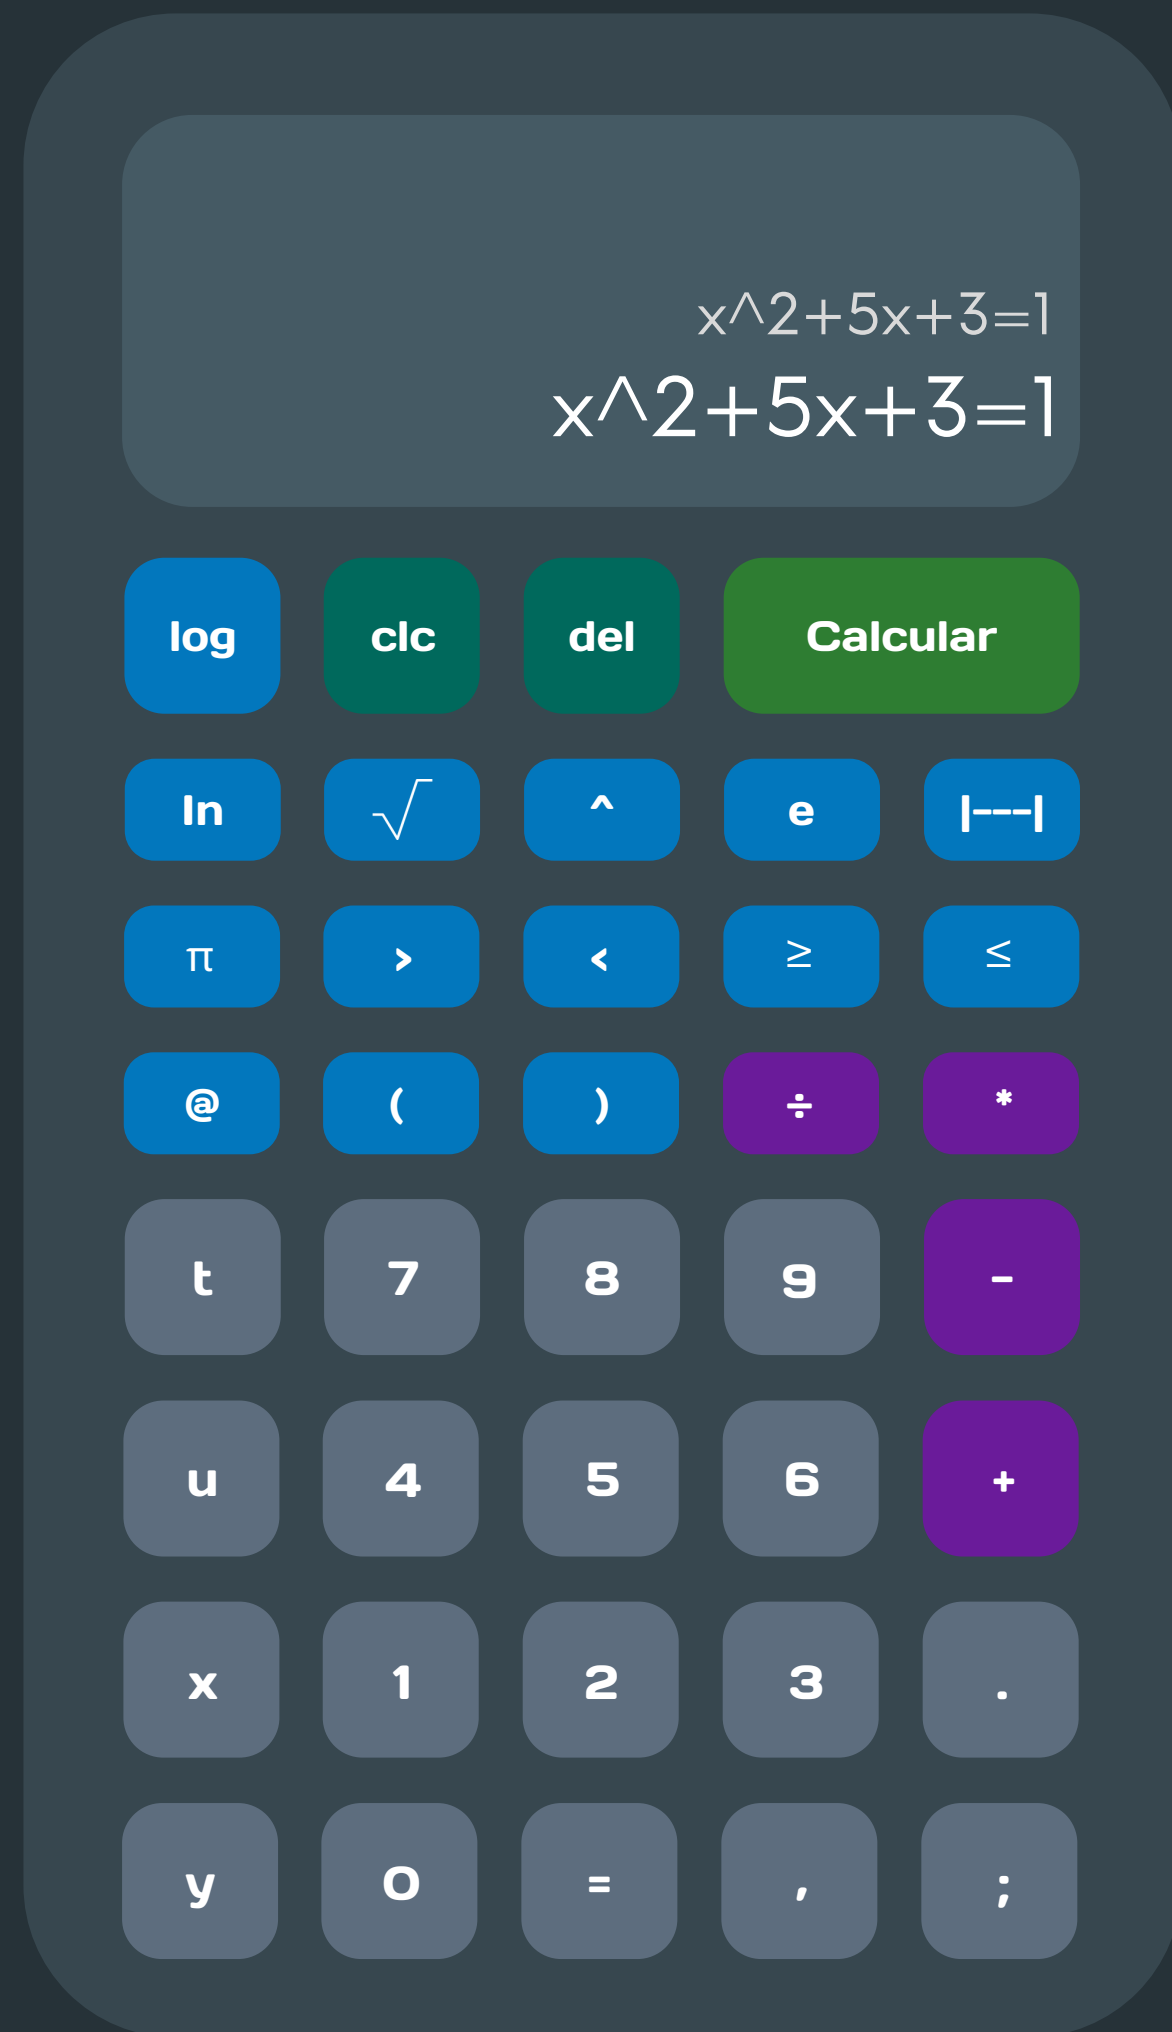 x^2+5x+3=1
x^2+5x+3=1
log clc del Calcular
ln √ ^ e |---|
π > < ≥ ≤
@ ( ) ÷ *
t 7 8 9 -
u 4 5 6 +
x 1 2 3 .
y 0 = , ;